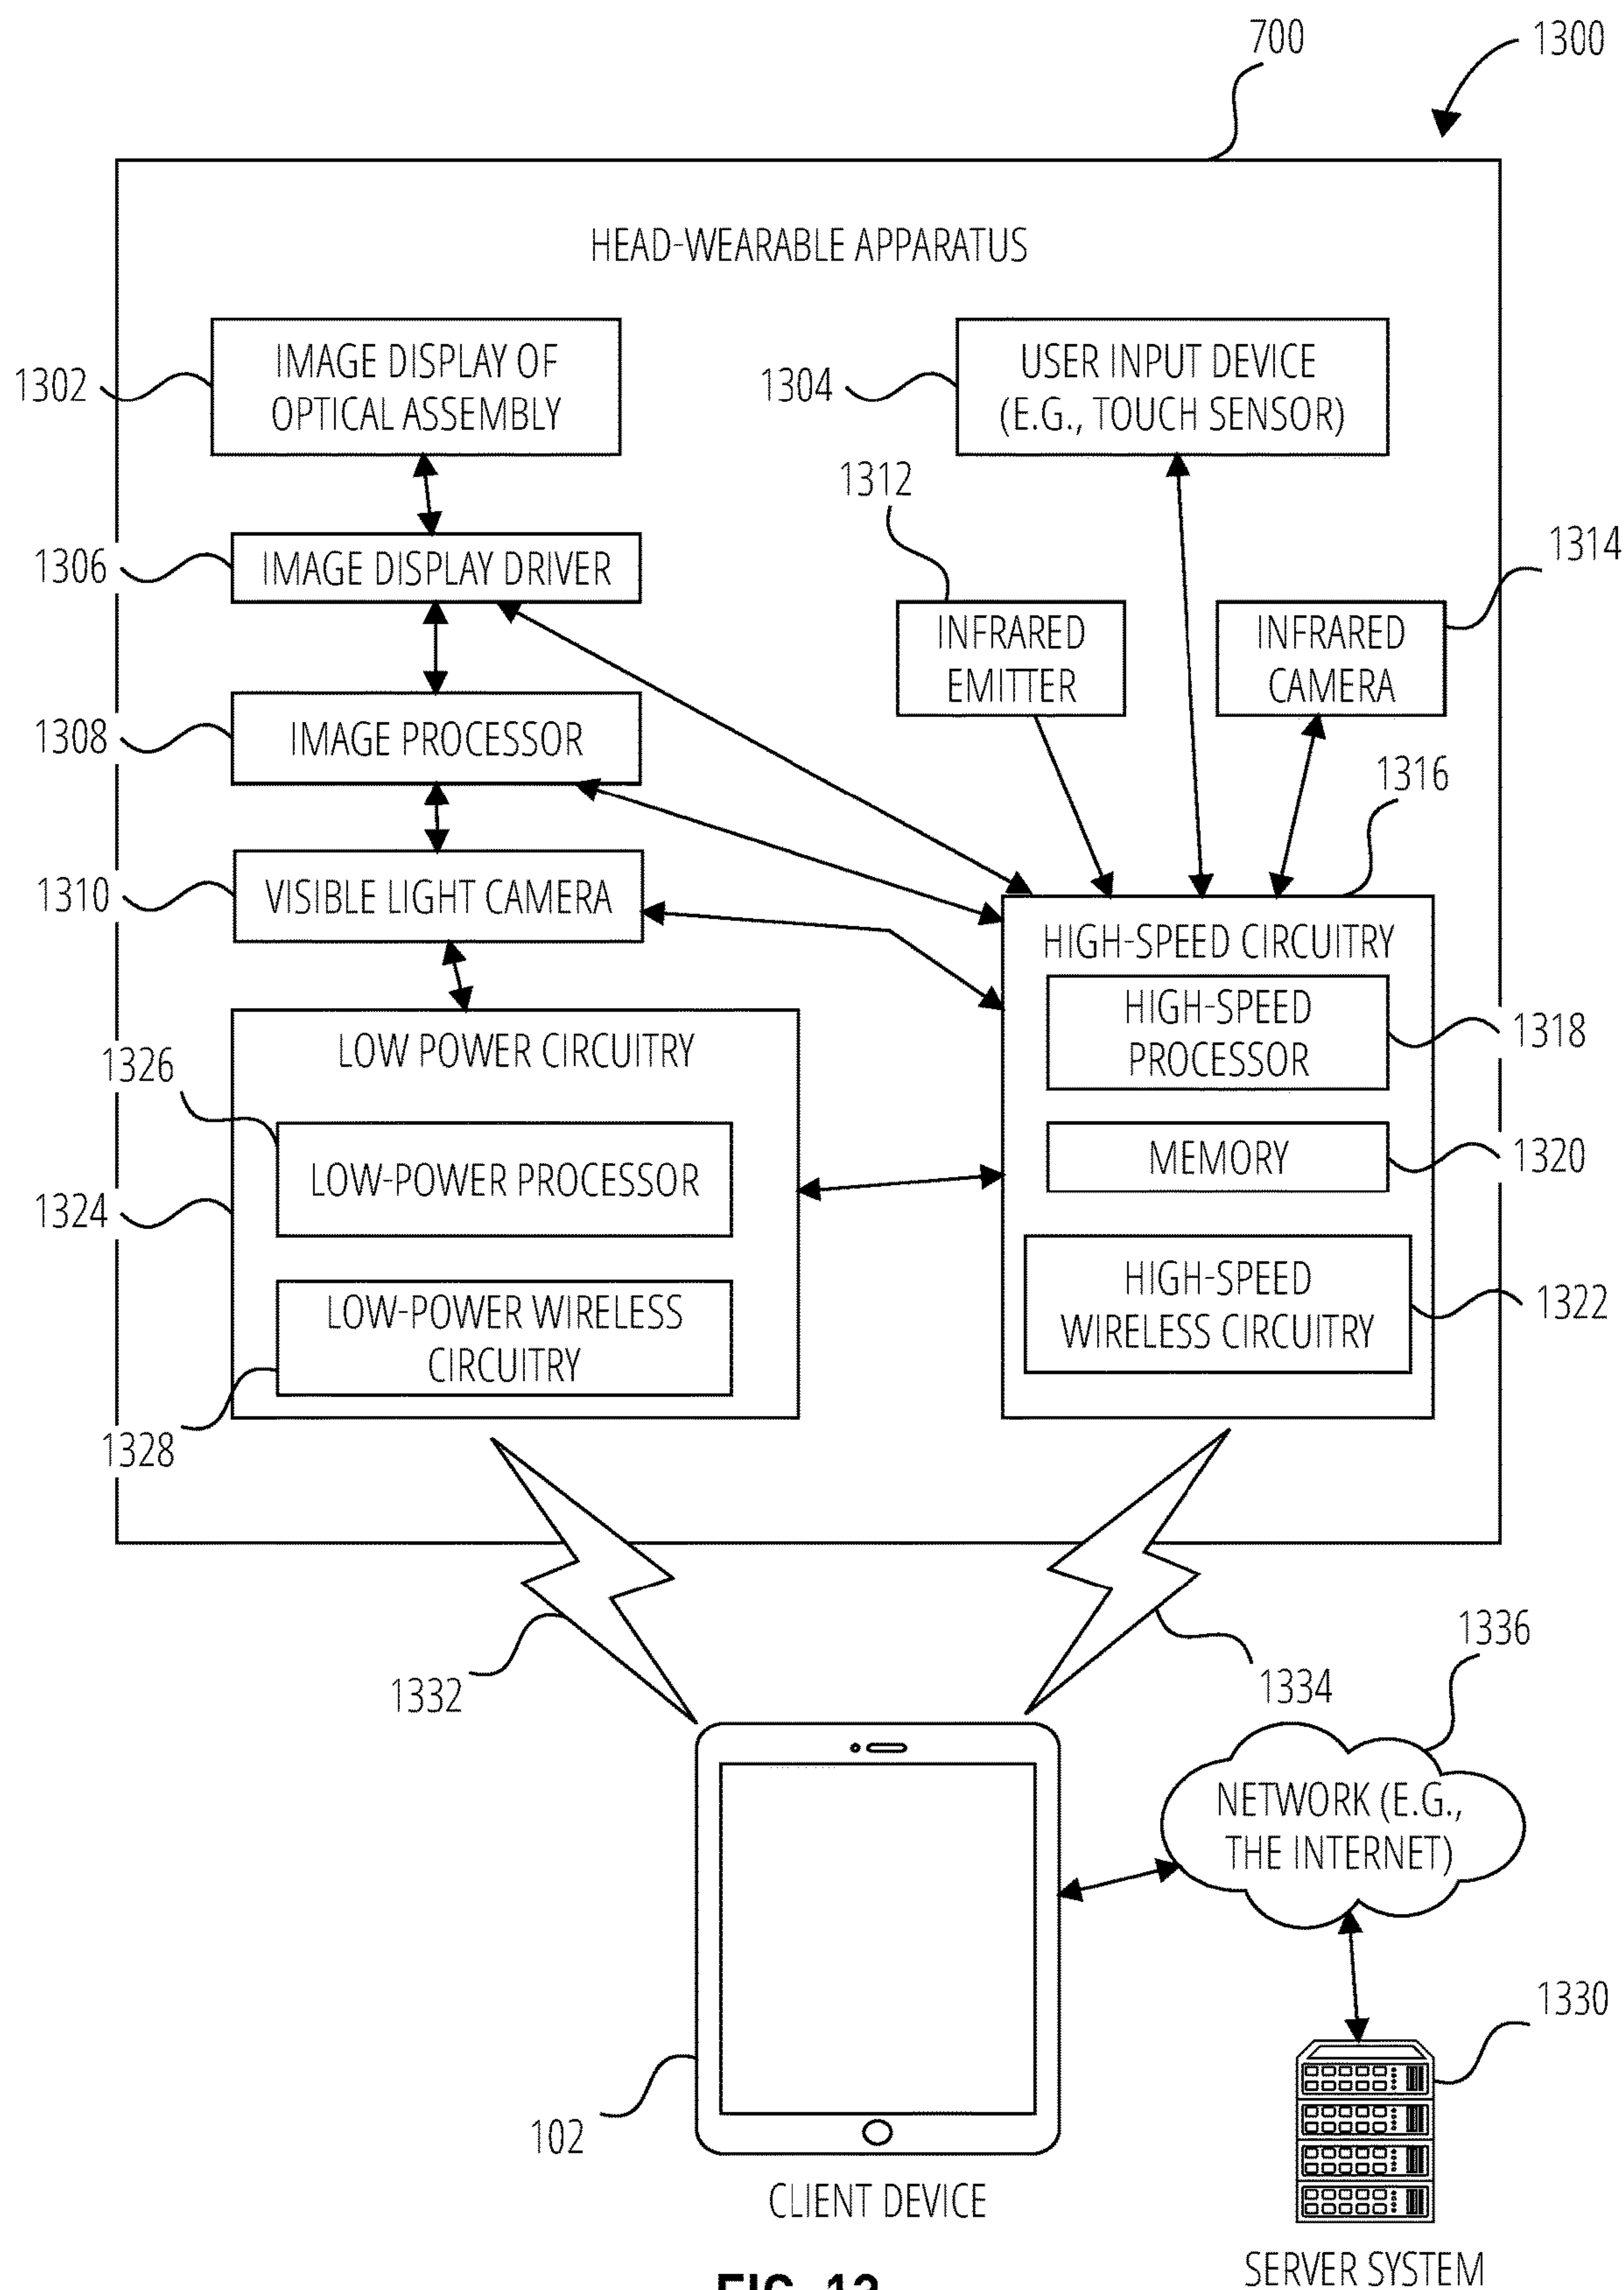 700
1300
HEAD-WEARABLE APPARATUS
1302
IMAGE DISPLAY OF
OPTICAL ASSEMBLY
1304
USER INPUT DEVICE
(E.G., TOUCH SENSOR)
1312
1314
1306
IMAGE DISPLAY DRIVER
INFRARED
EMITTER
INFRARED
CAMERA
1308
IMAGE PROCESSOR
1316
1310
VISIBLE LIGHT CAMERA
HIGH-SPEED CIRCUITRY
HIGH-SPEED
PROCESSOR
1318
LOW POWER CIRCUITRY
1326
LOW-POWER PROCESSOR
MEMORY
1320
1324
LOW-POWER WIRELESS
CIRCUITRY
HIGH-SPEED
WIRELESS CIRCUITRY
1322
1328
1332
1334
1336
NETWORK (E.G.,
THE INTERNET)
1330
102
CLIENT DEVICE
SERVER SYSTEM